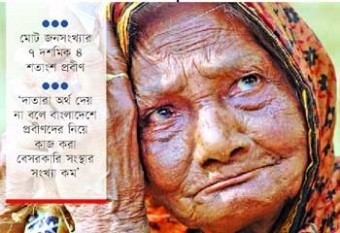 মোট জনসংখ্যার
৭ দশমিক ৪
শতাংশ প্রবীণ
‘দাতারা অর্থ দেয়
না বলে বাংলাদেশে
প্রবীণদের নিয়ে
কাজ করা
বেসরকারি সংস্থার
সংখ্যা কম’